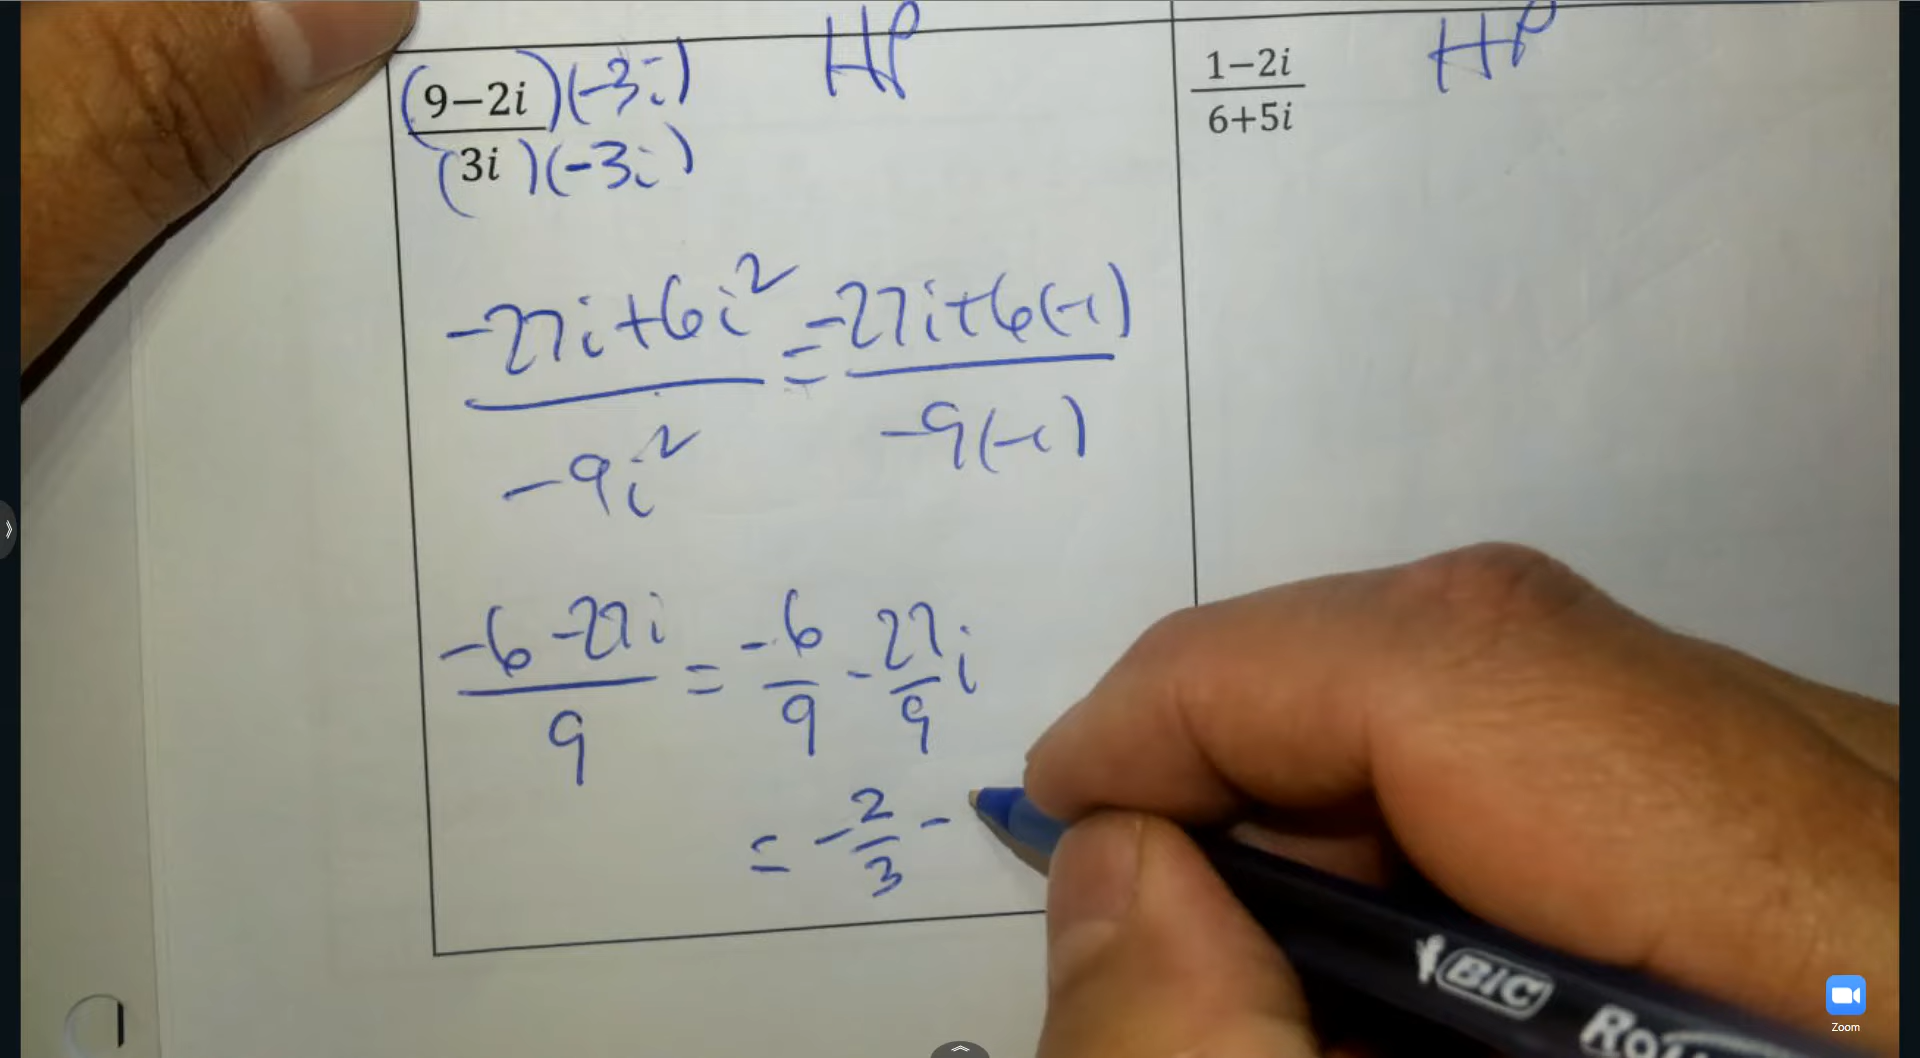 (9−2i)(-3i)
(3i)(-3i)
HP
-27i+6i² = -27i+6(-1)
-9i² -9(-1)
-6-27i = -6 - 27i
9 9 9
= -2 -
3
1−2i
6+5i
HP
BIC
Zoom